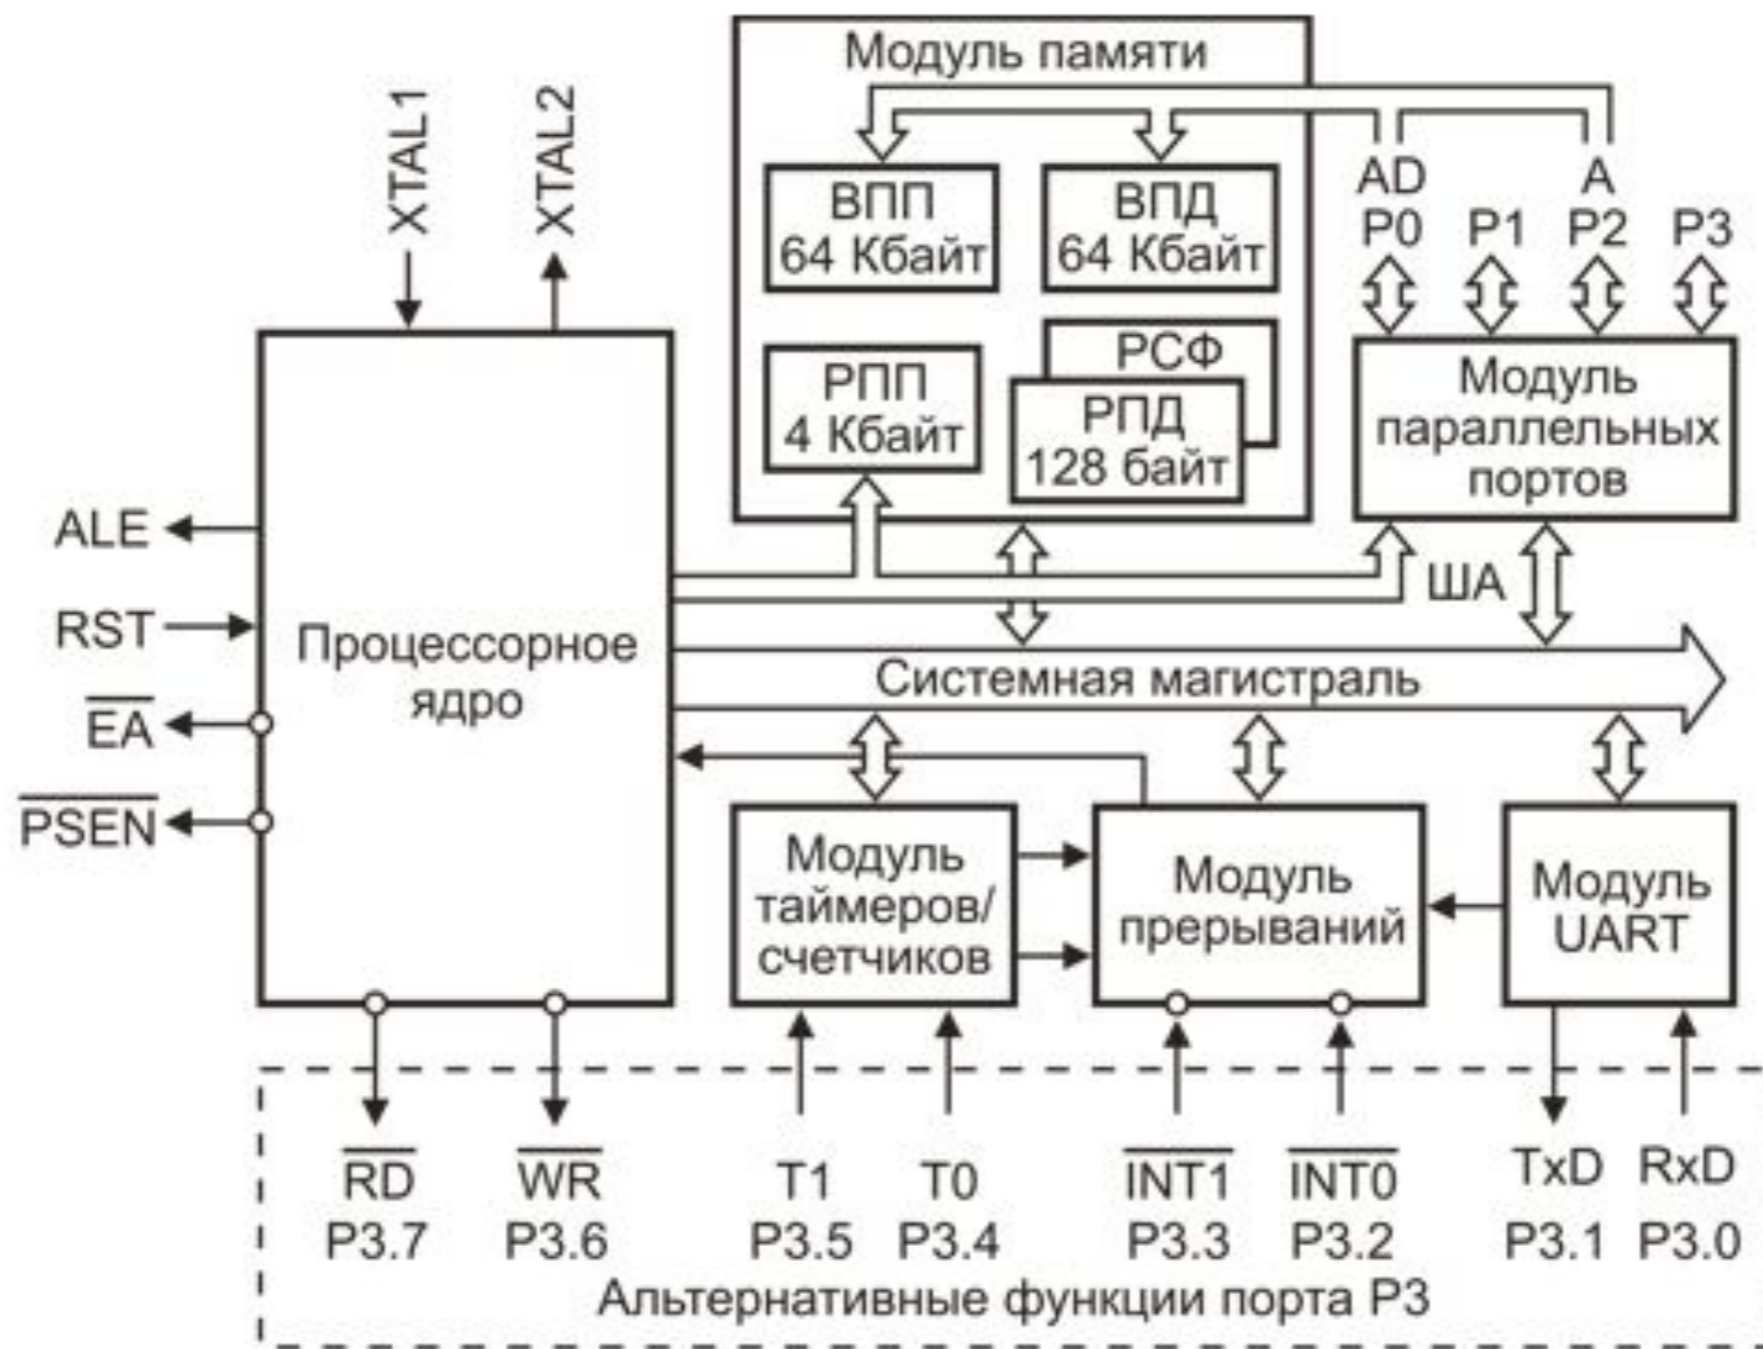 Модуль памяти
XTAL1
XTAL2
ВПП
64 Кбайт
ВПД
64 Кбайт
AD
A
P0
P1
P2
P3
РПП
4 Кбайт
РСФ
РПД
128 байт
Модуль
параллельных
портов
ALE
RST
EA
PSEN
Процессорное
ядро
ША
Системная магистраль
Модуль
таймеров/
счетчиков
Модуль
прерываний
Модуль
UART
RD
WR
T1
T0
INT1
INT0
TxD
RxD
P3.7
P3.6
P3.5
P3.4
P3.3
P3.2
P3.1
P3.0
Альтернативные функции порта P3